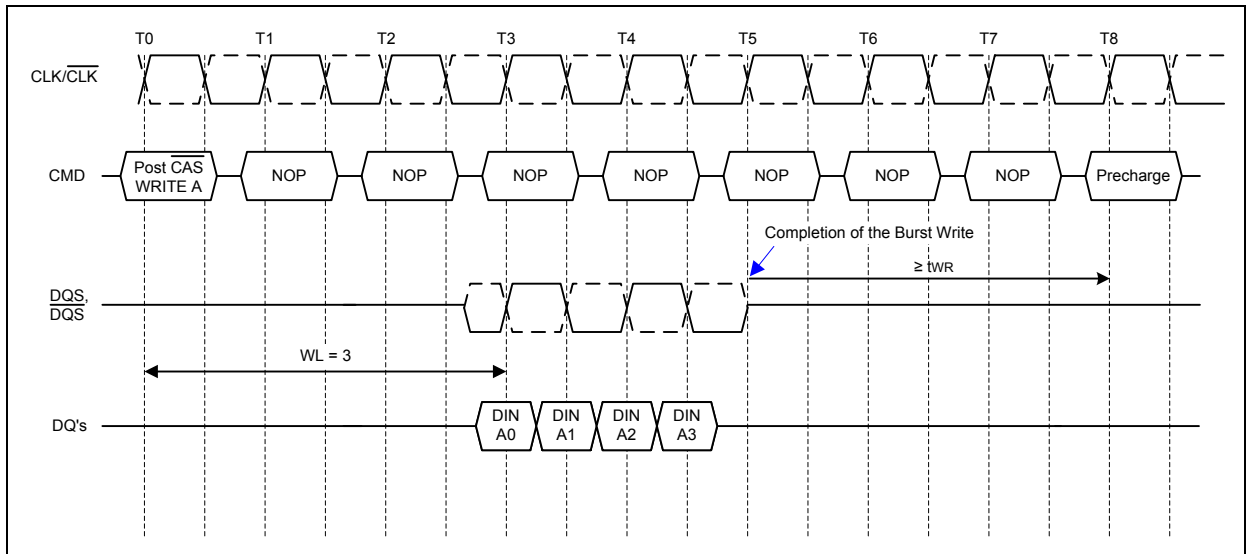 T0 T1 T2 T3 T4 T5 T6 T7 T8
CLK/CLK
CMD
Post CAS
WRITE A
NOP NOP NOP NOP NOP NOP NOP Precharge
Completion of the Burst Write
≥ tWR
DQS,
DQS
WL = 3
DQ's
DIN DIN DIN DIN
A0 A1 A2 A3